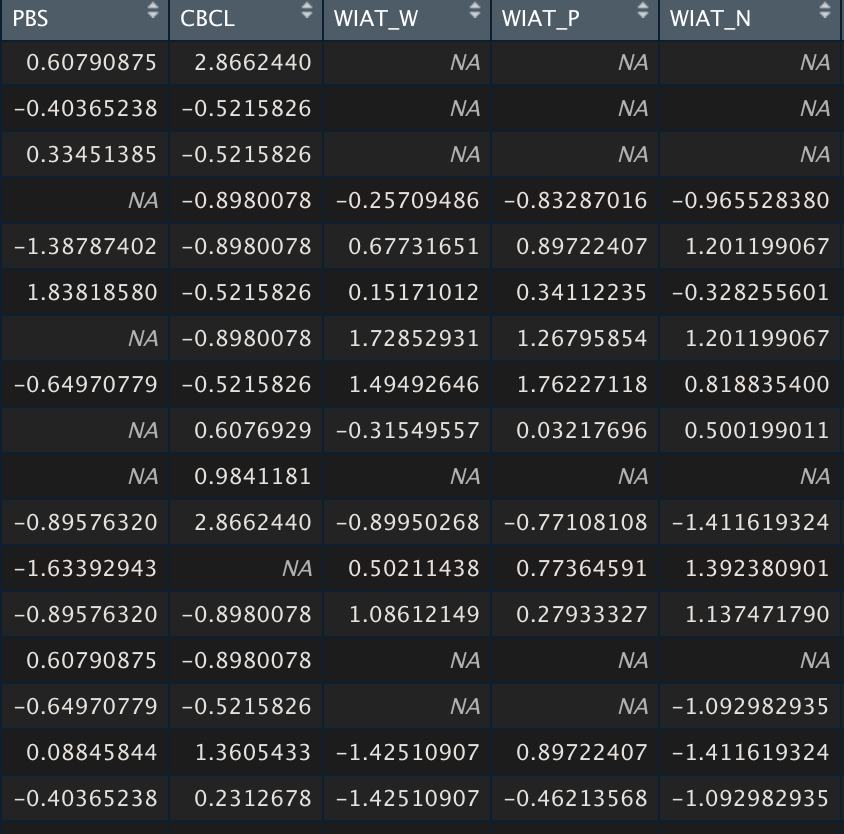 PBS CBCL WIAT_W WIAT_P WIAT_N
0.60790875 2.8662440 NA NA NA
−0.40365238 −0.5215826 NA NA NA
0.33451385 −0.5215826 NA NA NA
NA −0.8980078 −0.25709486 −0.83287016 −0.965528380
−1.38787402 −0.8980078 0.67731651 0.89722407 1.201199067
1.83818580 −0.5215826 0.15171012 0.34112235 −0.328255601
NA −0.8980078 1.72852931 1.26795854 1.201199067
−0.64970779 −0.5215826 1.49492646 1.76227118 0.818835400
NA 0.6076929 −0.31549557 0.03217696 0.500199011
NA 0.9841181 NA NA NA
−0.89576320 2.8662440 −0.89950268 −0.77108108 −1.411619324
−1.63392943 NA 0.50211438 0.77364591 1.392380901
−0.89576320 −0.8980078 1.08612149 0.27933327 1.137471790
0.60790875 −0.8980078 NA NA NA
−0.64970779 −0.5215826 NA NA −1.092982935
0.08845844 1.3605433 −1.42510907 0.89722407 −1.411619324
−0.40365238 0.2312678 −1.42510907 −0.46213568 −1.092982935